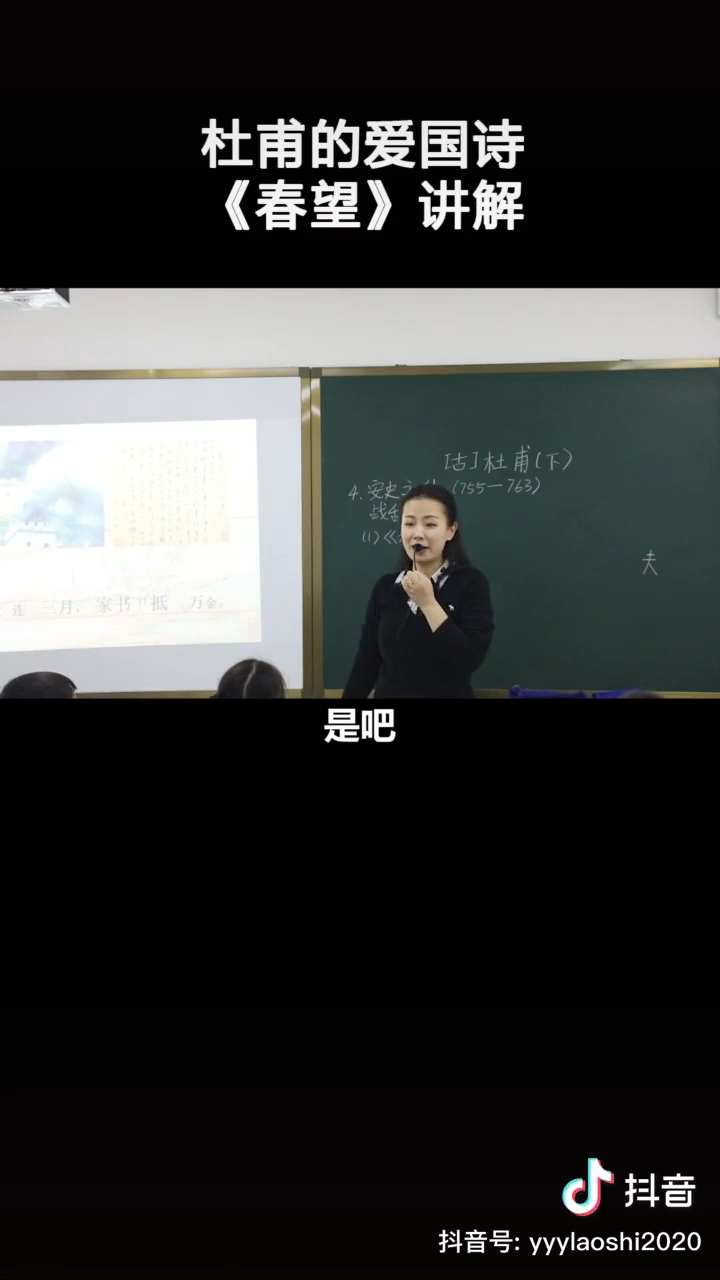 杜甫的爱国诗
《春望》讲解
[古]杜甫(下)
4.安史之 (755—763)
战
(1)《
夫
连 三月，家书 抵 万金。
是吧
抖音
抖音号: yyylaoshi2020